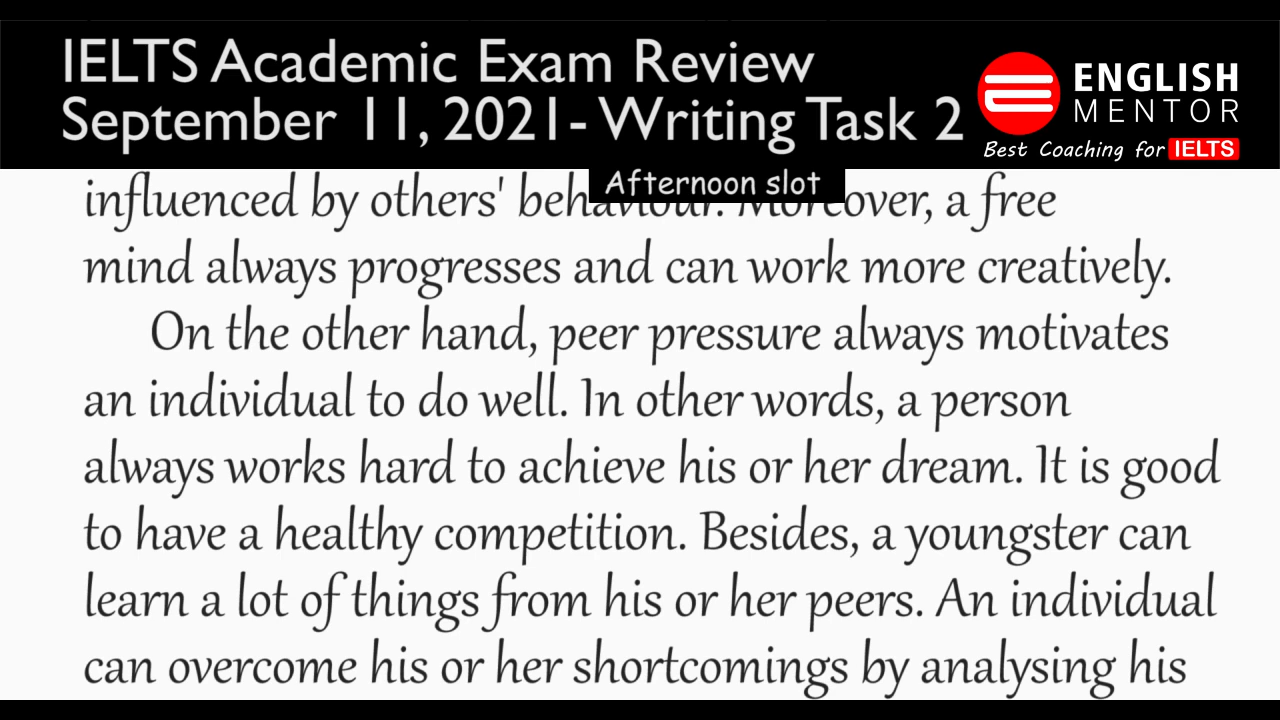 IELTS Academic Exam Review
September 11, 2021- Writing Task 2
ENGLISH
MENTOR
Best Coaching for IELTS
Afternoon slot
influenced by others' behaviour. Moreover, a free
mind always progresses and can work more creatively.
On the other hand, peer pressure always motivates
an individual to do well. In other words, a person
always works hard to achieve his or her dream. It is good
to have a healthy competition. Besides, a youngster can
learn a lot of things from his or her peers. An individual
can overcome his or her shortcomings by analysing his